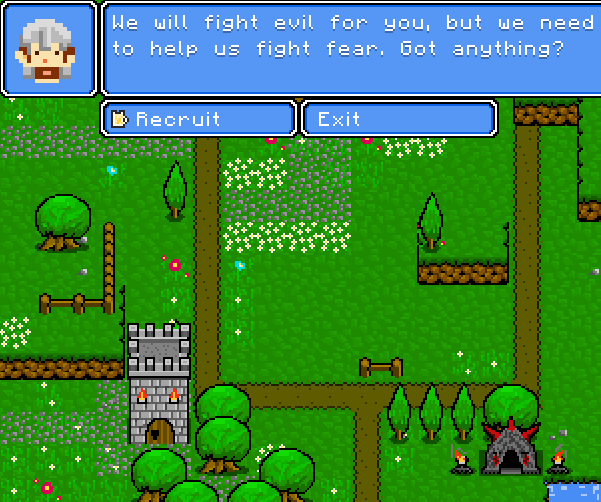 We will fight evil for you, but we need
to help us fight fear. Got anything?
Recruit
Exit